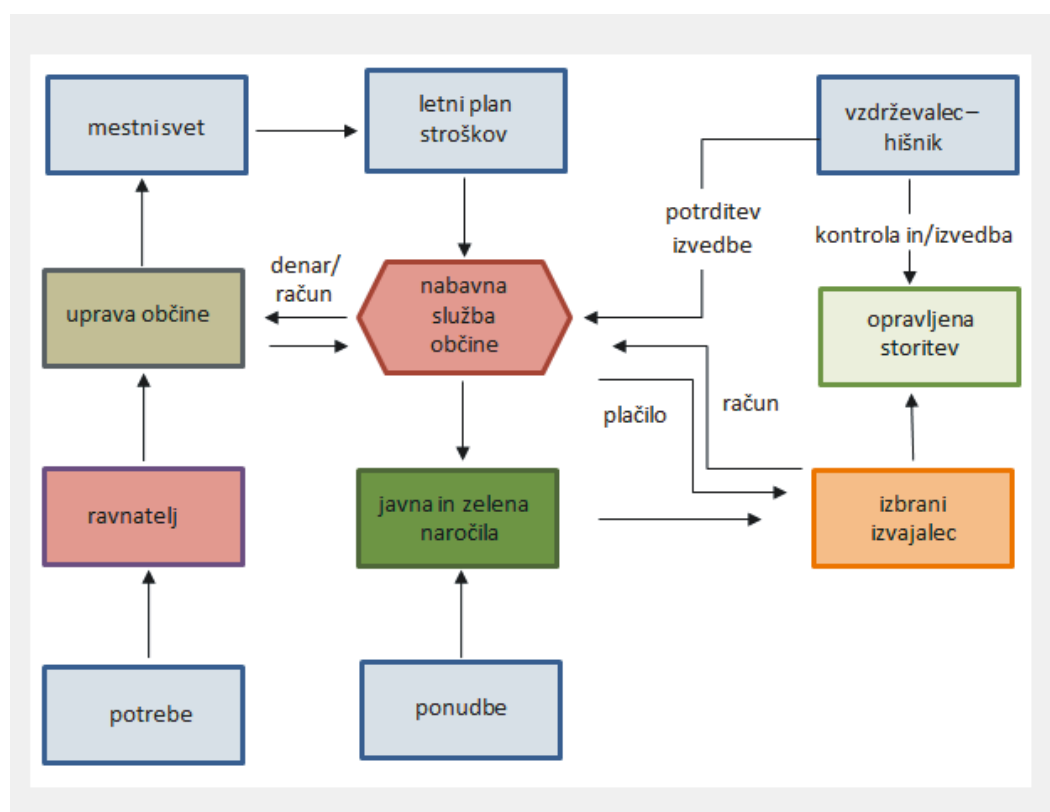 mestni svet
letni plan
stroškov
vzdrževalec –
hišnik
potrditev
izvedbe
kontrola in/izvedba
denar/
račun
uprava občine
nabavna
služba
občine
opravljena
storitev
plačilo
račun
ravnatelj
javna in zelena
naročila
izbrani
izvajalec
potrebe
ponudbe